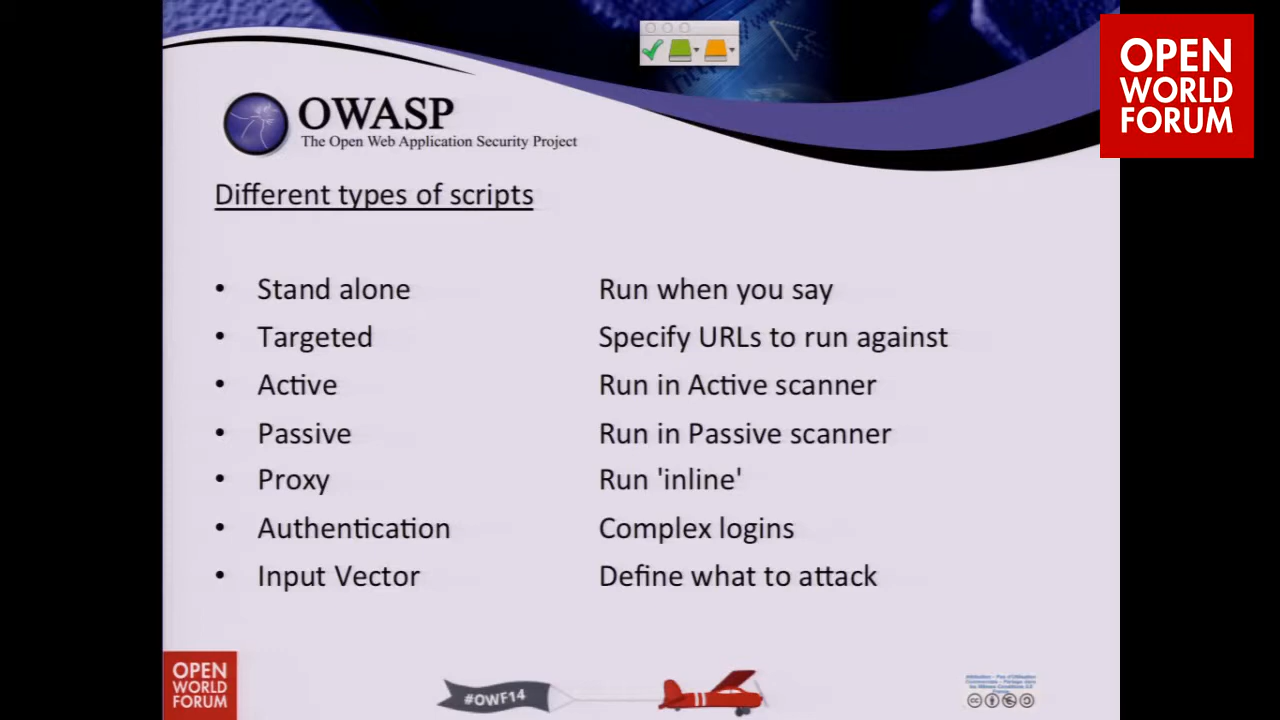 OPEN
WORLD
FORUM
OWASP
The Open Web Application Security Project
Different types of scripts
• Stand alone Run when you say
• Targeted Specify URLs to run against
• Active Run in Active scanner
• Passive Run in Passive scanner
• Proxy Run 'inline'
• Authentication Complex logins
• Input Vector Define what to attack
OPEN
WORLD
FORUM
#OWF14